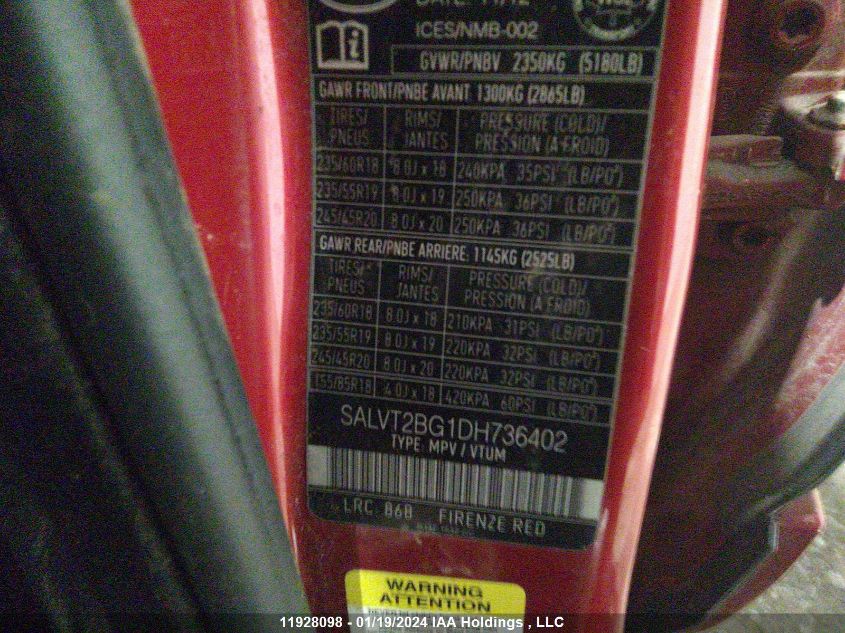 ICES/NMB-002
GVWR/PNBV 2350KG (5180LB)
GAWR FRONT/PNBE AVANT 1300KG (2865LB)
TIRES/ PNEUS RIMS/ JANTES PRESSURE (COLD)/ PRESSION (A FROID)
235/60R18 8.0J x 18 240KPA 35PSI (LB/PO²)
235/55R19 8.0J x 19 250KPA 36PSI (LB/PO²)
245/45R20 8.0J x 20 250KPA 36PSI (LB/PO²)
GAWR REAR/PNBE ARRIERE 1145KG (2525LB)
TIRES/ PNEUS RIMS/ JANTES PRESSURE (COLD)/ PRESSION (A FROID)
235/60R18 8.0J x 18 210KPA 31PSI (LB/PO²)
235/55R19 8.0J x 19 220KPA 32PSI (LB/PO²)
245/45R20 8.0J x 20 220KPA 32PSI (LB/PO²)
155/85R18 4.0J x 18 420KPA 60PSI (LB/PO²)
SALVT2BG1DH736402
TYPE: MPV / VTUM
LRC 868 FIRENZE RED
WARNING
ATTENTION
11928098 - 01/19/2024 IAA Holdings , LLC